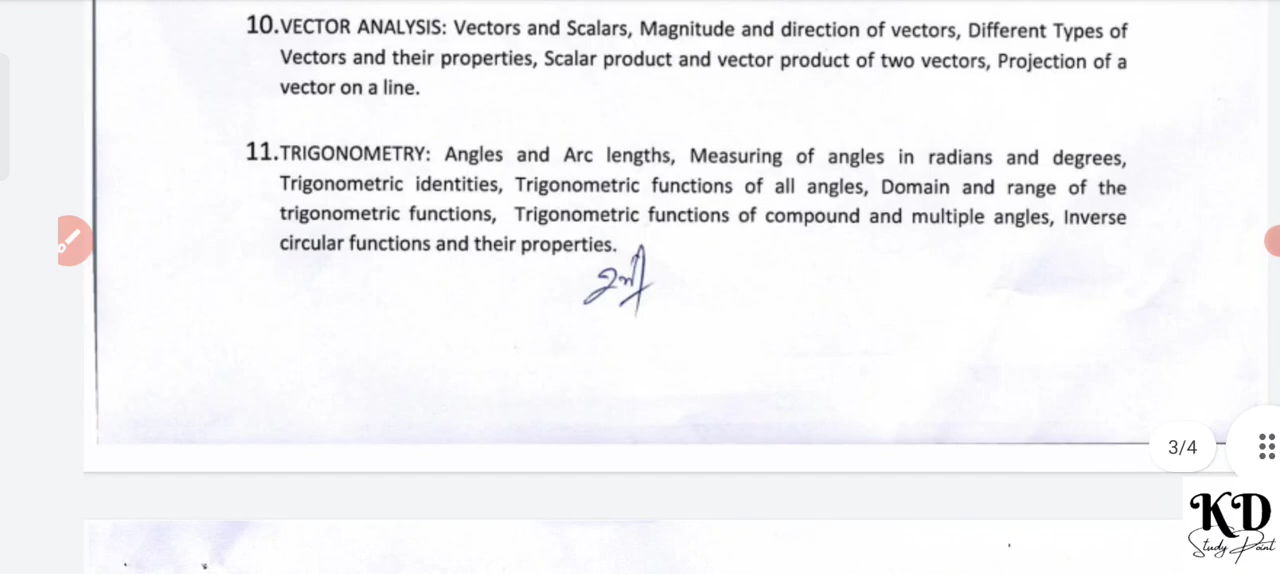 10.VECTOR ANALYSIS: Vectors and Scalars, Magnitude and direction of vectors, Different Types of
Vectors and their properties, Scalar product and vector product of two vectors, Projection of a
vector on a line.
11.TRIGONOMETRY: Angles and Arc lengths, Measuring of angles in radians and degrees,
Trigonometric identities, Trigonometric functions of all angles, Domain and range of the
trigonometric functions, Trigonometric functions of compound and multiple angles, Inverse
circular functions and their properties.
3/4
KD
Study Point